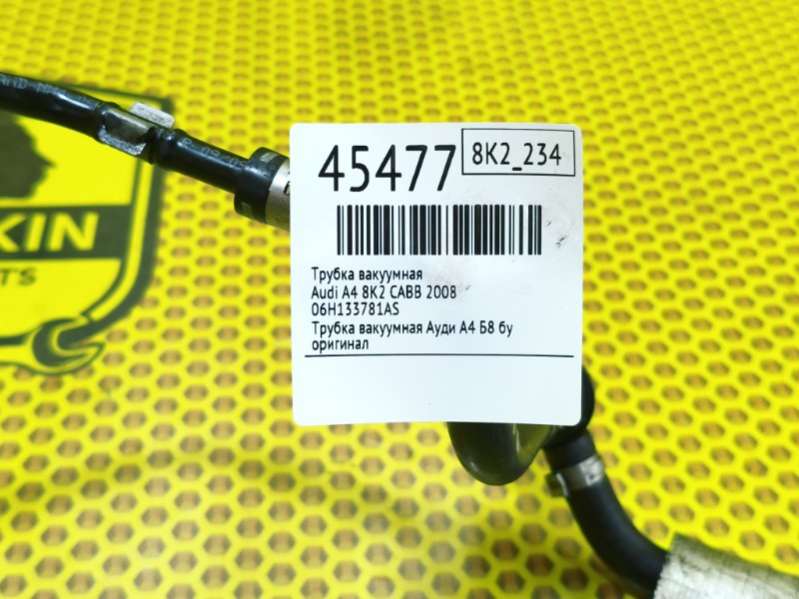 45477
8K2_234
Трубка вакуумная
Audi A4 8K2 CABB 2008
06H133781AS
Трубка вакуумная Ауди А4 Б8 бу
оригинал
KIN
TS